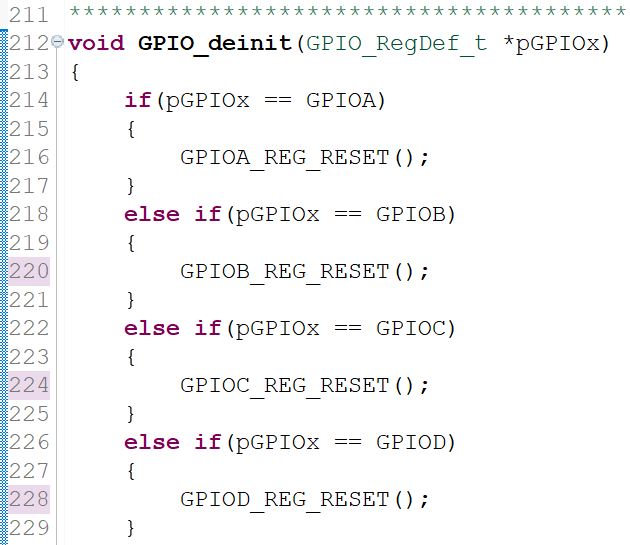 211 ****************************************
212 void GPIO_deinit(GPIO_RegDef_t *pGPIOx)
213 {
214     if(pGPIOx == GPIOA)
215     {
216         GPIOA_REG_RESET();
217     }
218     else if(pGPIOx == GPIOB)
219     {
220         GPIOB_REG_RESET();
221     }
222     else if(pGPIOx == GPIOC)
223     {
224         GPIOC_REG_RESET();
225     }
226     else if(pGPIOx == GPIOD)
227     {
228         GPIOD_REG_RESET();
229     }